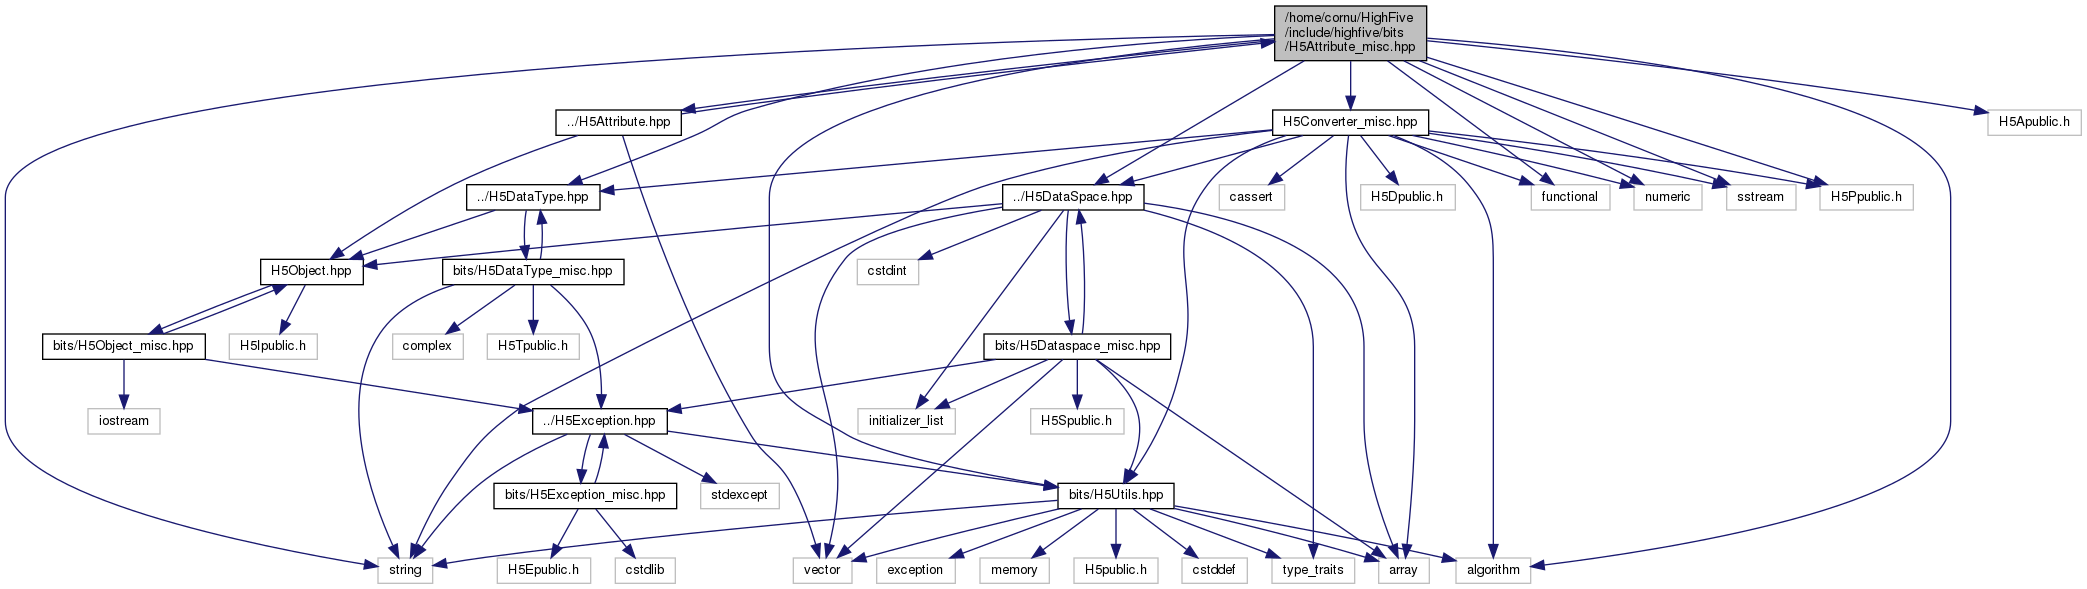 /home/cornu/HighFive
/include/highfive/bits
/H5Attribute_misc.hpp
../H5Attribute.hpp
H5Converter_misc.hpp
H5Apublic.h
../H5DataType.hpp
../H5DataSpace.hpp
cassert
H5Dpublic.h
functional
numeric
sstream
H5Ppublic.h
H5Object.hpp
bits/H5DataType_misc.hpp
cstdint
bits/H5Object_misc.hpp
H5Ipublic.h
complex
H5Tpublic.h
bits/H5Dataspace_misc.hpp
iostream
../H5Exception.hpp
initializer_list
H5Spublic.h
bits/H5Exception_misc.hpp
stdexcept
bits/H5Utils.hpp
string
H5Epublic.h
cstdlib
vector
exception
memory
H5public.h
cstddef
type_traits
array
algorithm